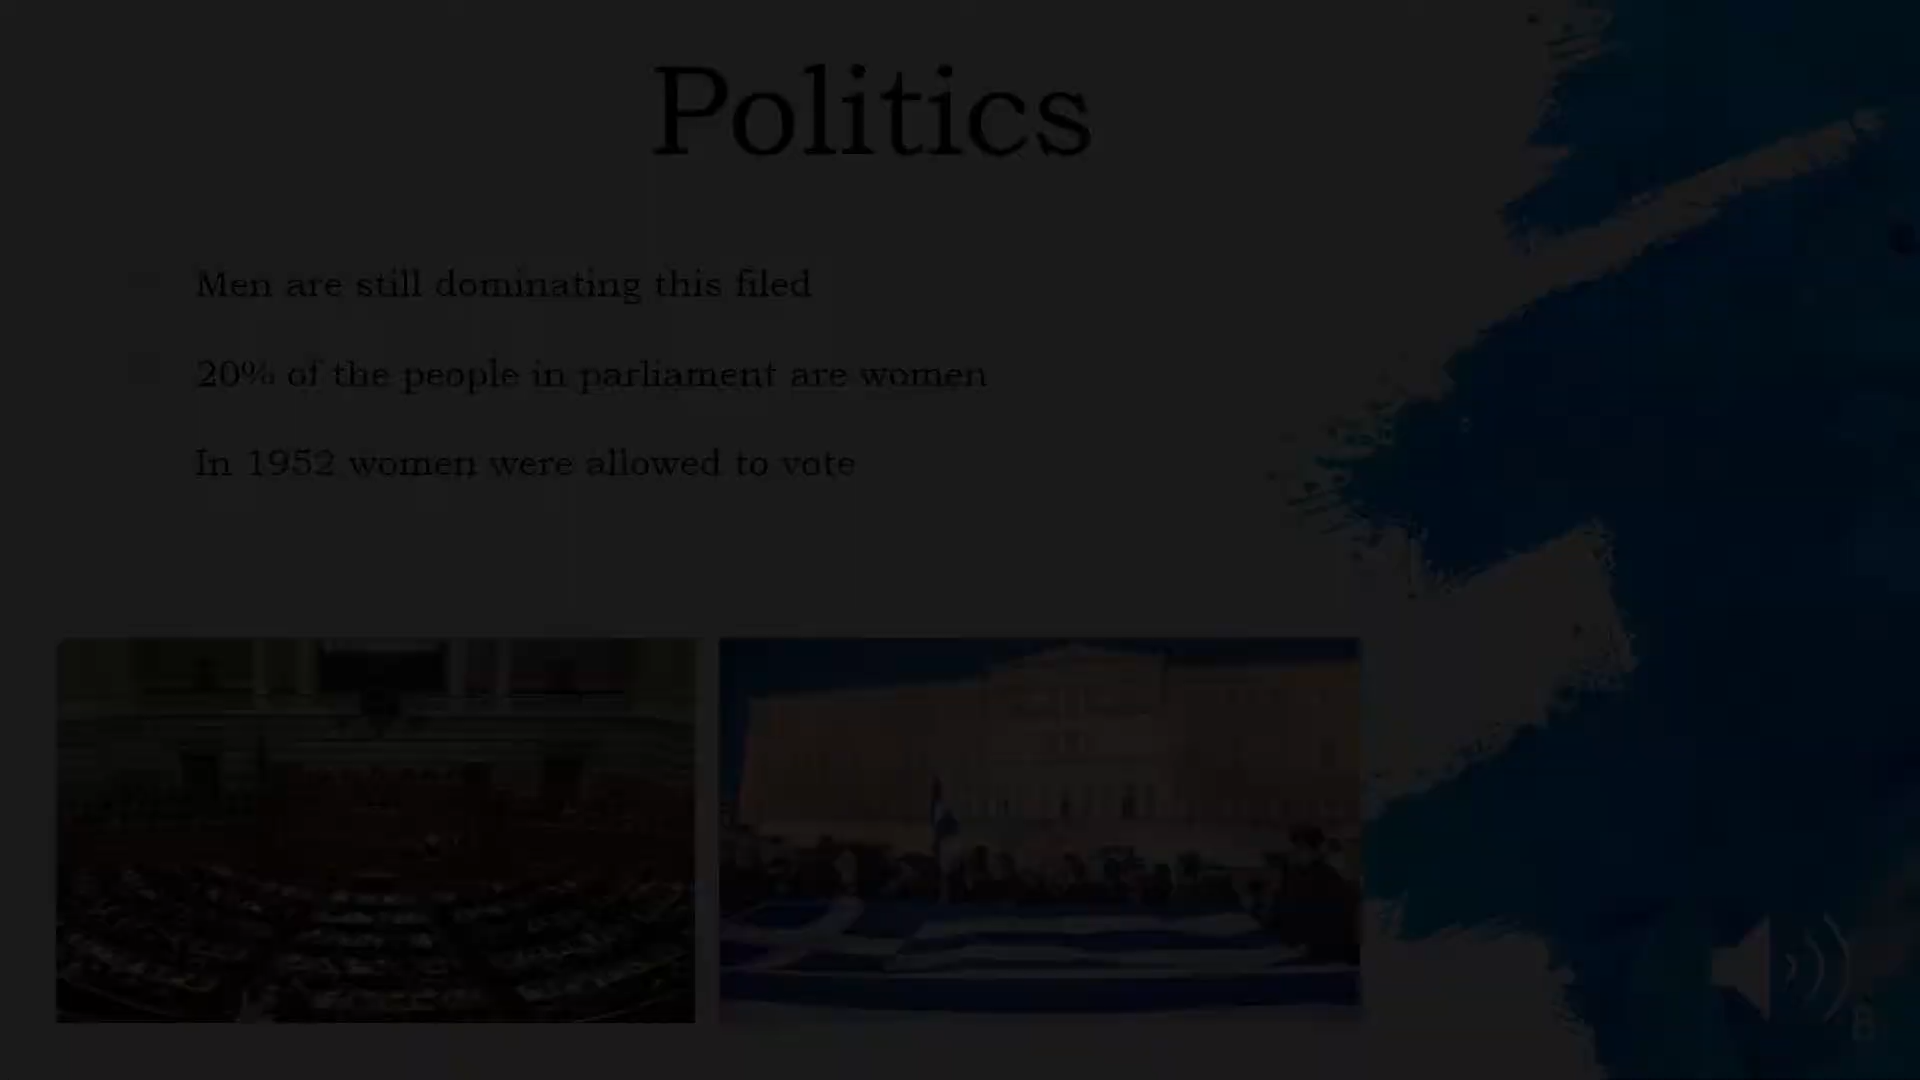 Politics
Men are still dominating this filed
20% of the people in parliament are women
In 1952 women were allowed to vote
8